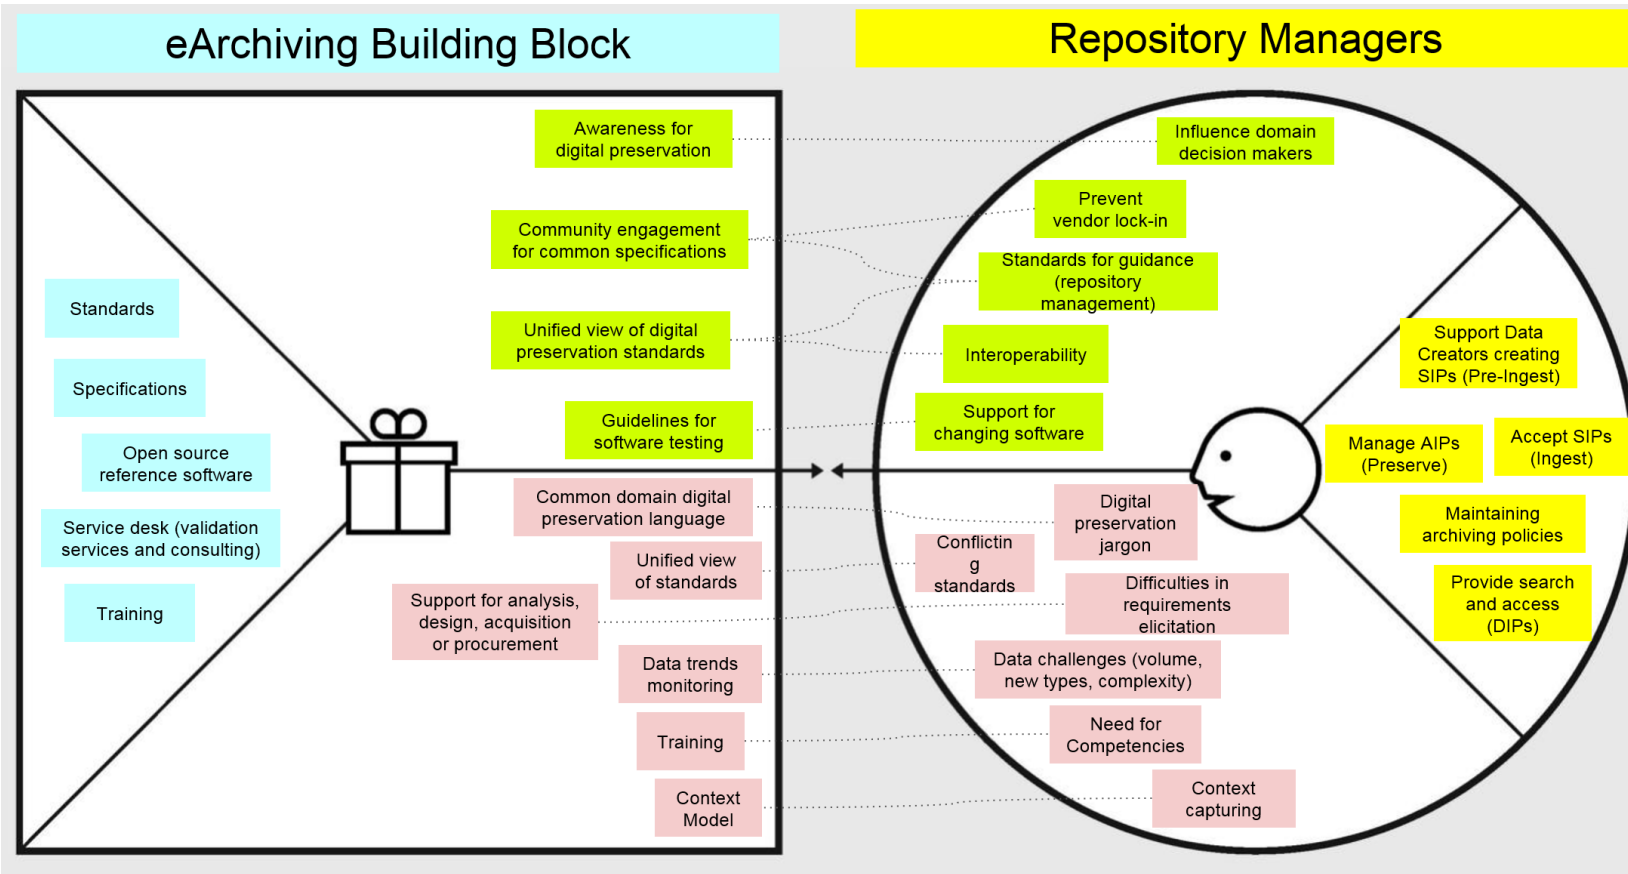 eArchiving Building Block
Repository Managers
Awareness for
digital preservation
Community engagement
for common specifications
Unified view of digital
preservation standards
Guidelines for
software testing
Standards
Specifications
Open source
reference software
Service desk (validation
services and consulting)
Training
Common domain digital
preservation language
Unified view
of standards
Support for analysis,
design, acquisition
or procurement
Data trends
monitoring
Training
Context
Model
Influence domain
decision makers
Prevent
vendor lock-in
Standards for guidance
(repository
management)
Interoperability
Support for
changing software
Digital
preservation
jargon
Conflictin
g
standards
Difficulties in
requirements
elicitation
Data challenges (volume,
new types, complexity)
Need for
Competencies
Context
capturing
Support Data
Creators creating
SIPs (Pre-Ingest)
Manage AIPs
(Preserve)
Accept SIPs
(Ingest)
Maintaining
archiving policies
Provide search
and access
(DIPs)